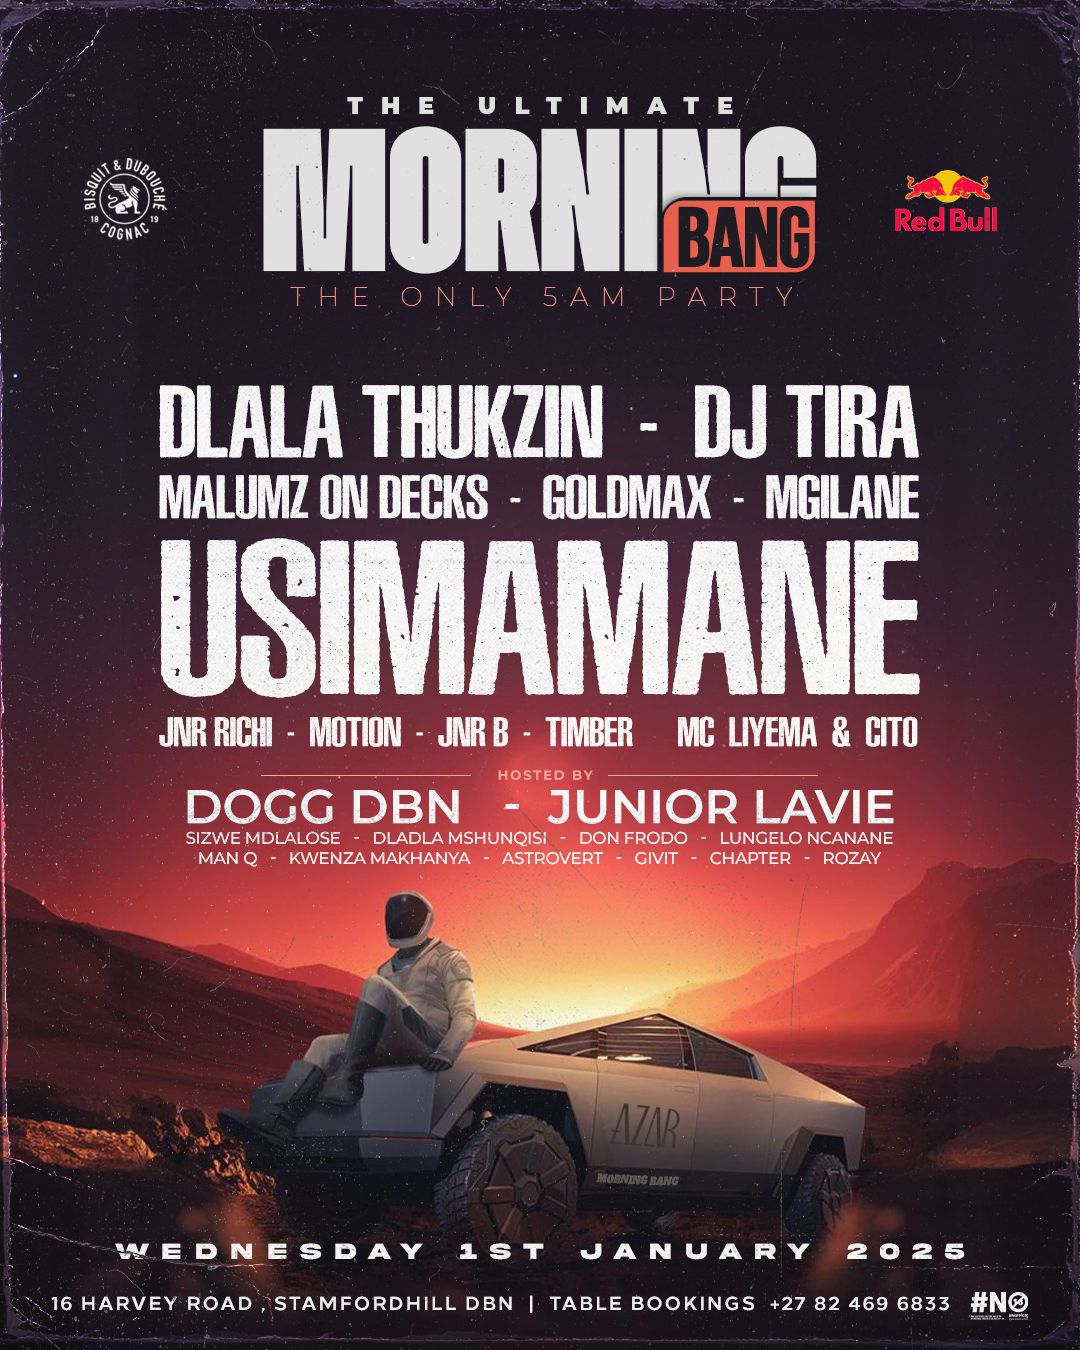 THE ULTIMATE
MORNING
BANG
THE ONLY 5AM PARTY
BISQUIT & DUBOUCHÉ
18 19
COGNAC
Red Bull
DLALA THUKZIN - DJ TIRA
MALUMZ ON DECKS - GOLDMAX - MGILANE
USIMAMANE
JNR RICHI - MOTION - JNR B - TIMBER MC LIYEMA & CITO
HOSTED BY
DOGG DBN - JUNIOR LAVIE
SIZWE MDLALOSE - DLADLA MSHUNQISI - DON FRODO - LUNGELO NCANANE
MAN Q - KWENZA MAKHANYA - ASTROVERT - GIVIT - CHAPTER - ROZAY
AZAR
MORNING BANG
WEDNESDAY 1ST JANUARY 2025
16 HARVEY ROAD , STAMFORDHILL DBN | TABLE BOOKINGS +27 82 469 6833 #NO